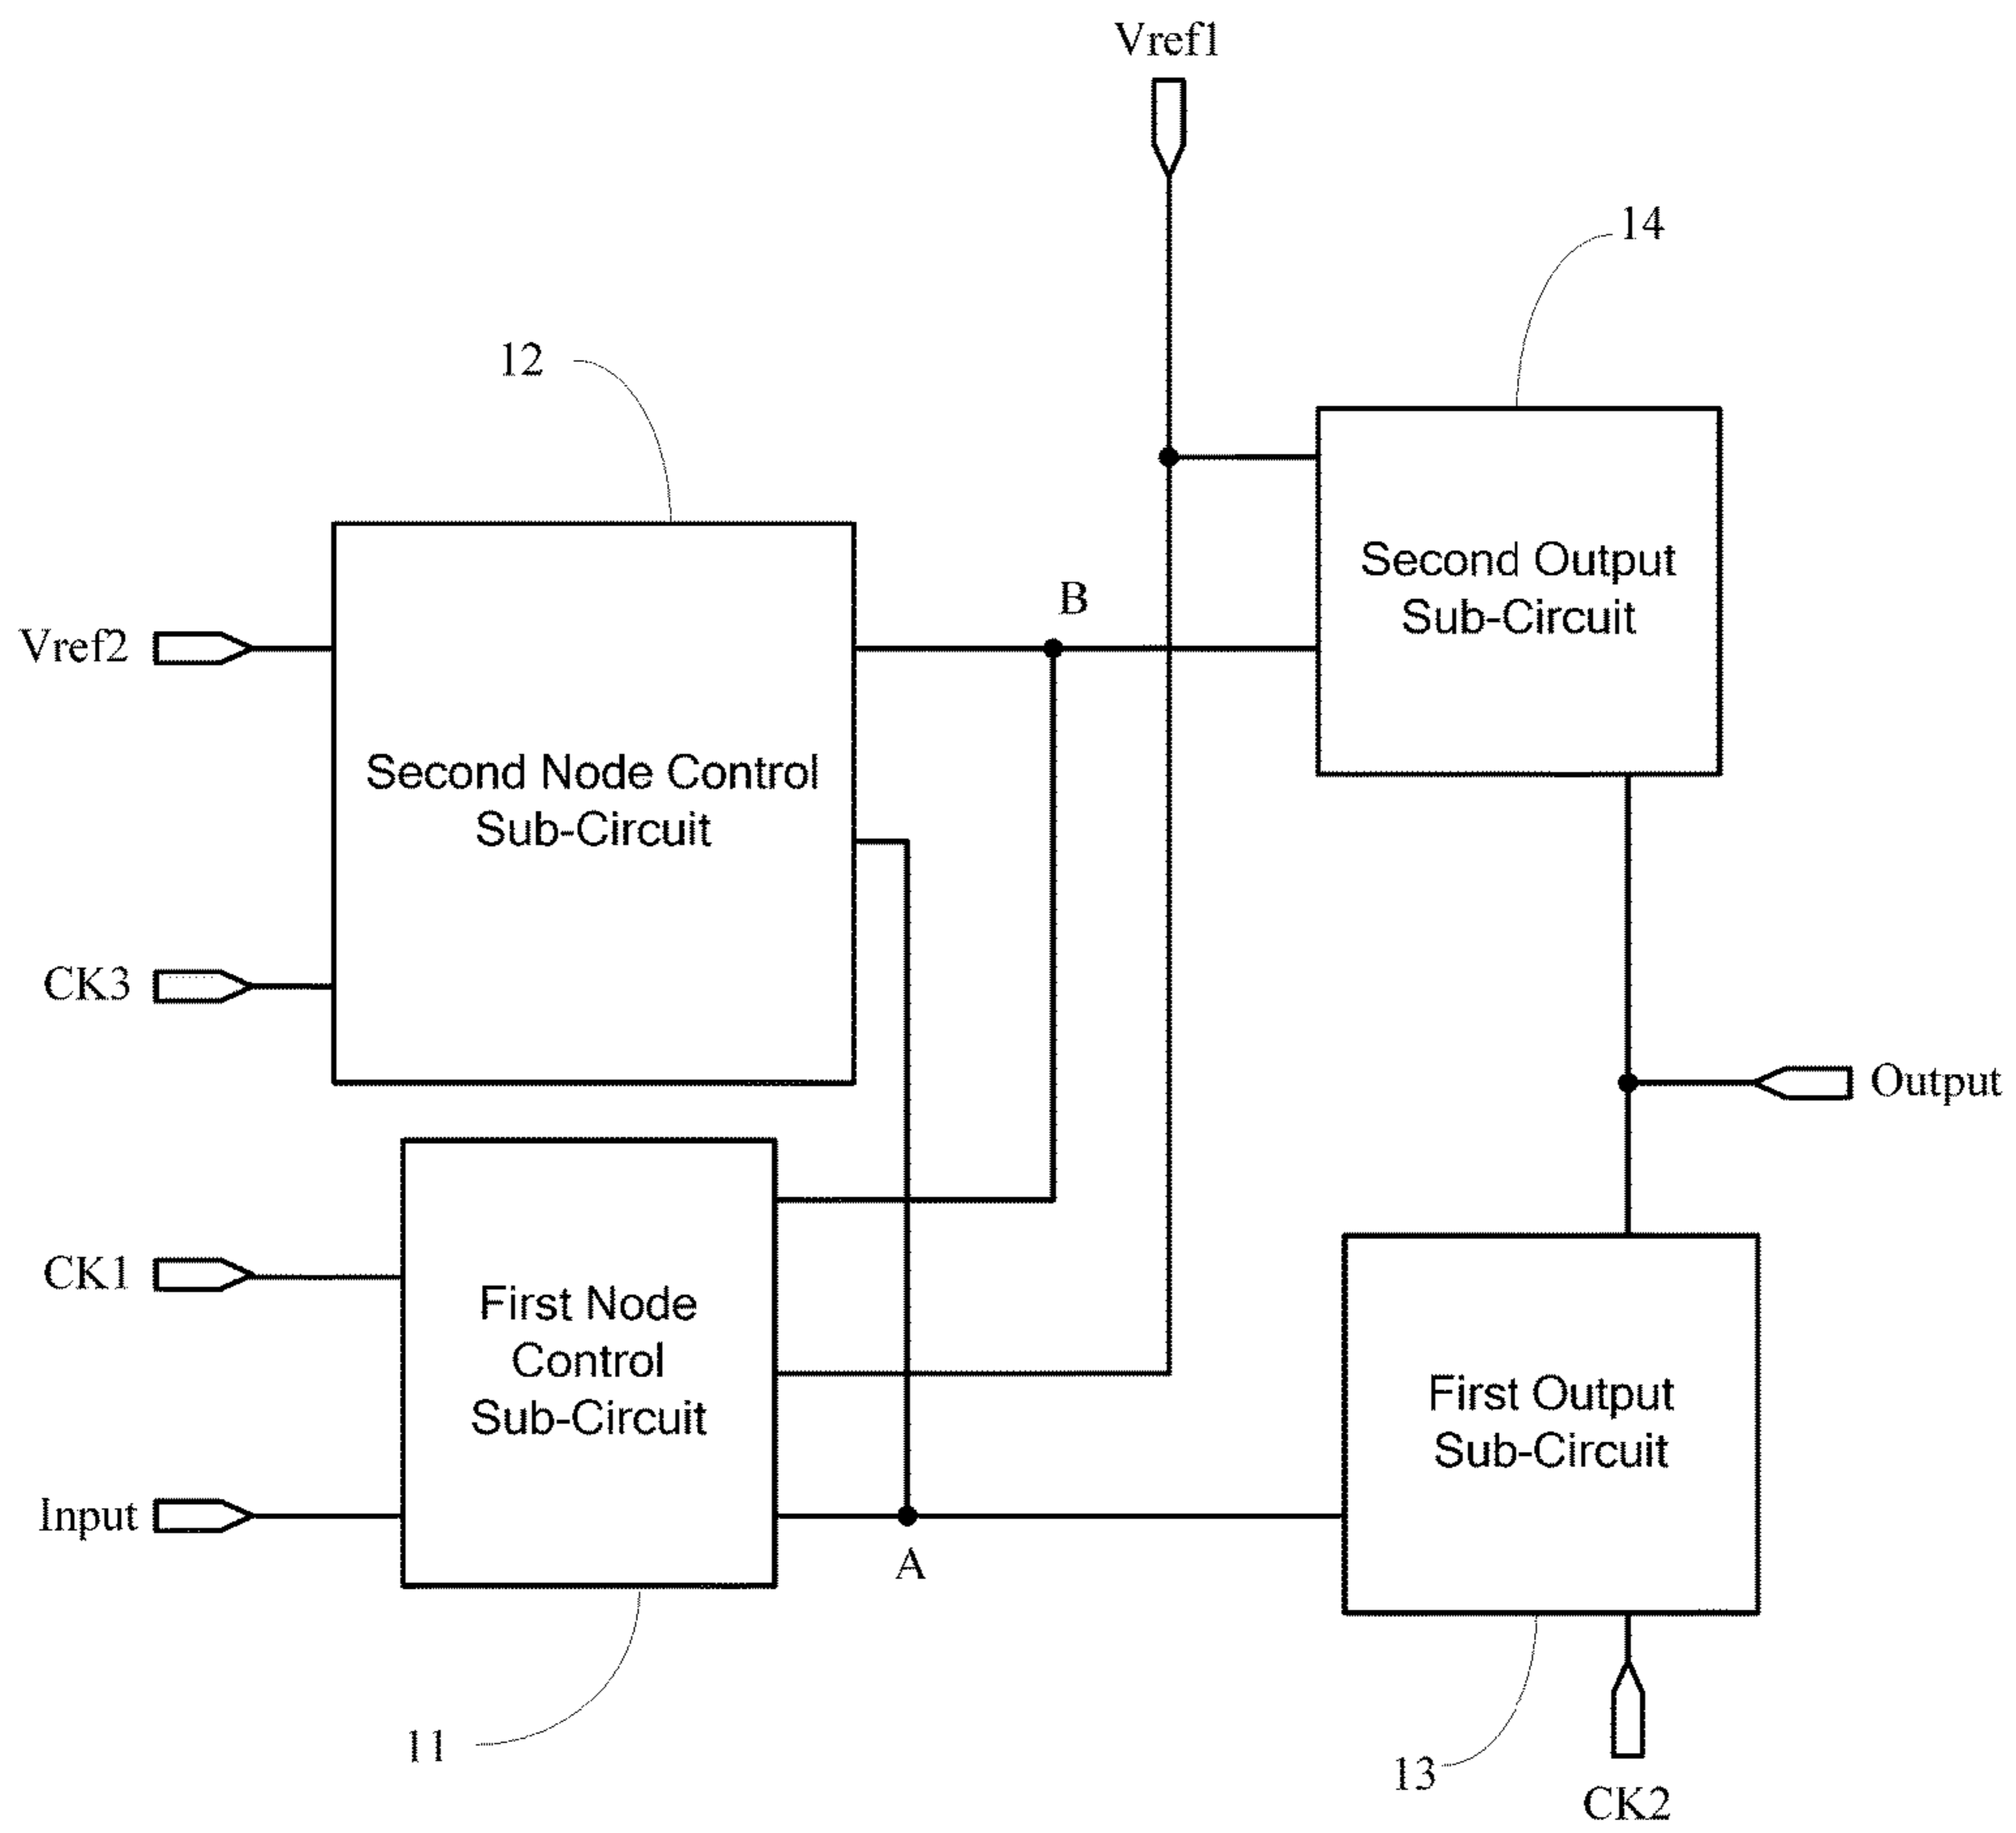 Vref1
14
12
Second Output
Sub-Circuit
B
Vref2
Second Node Control
Sub-Circuit
CK3
Output
CK1
First Node
Control
Sub-Circuit
First Output
Sub-Circuit
Input
A
11
13
CK2